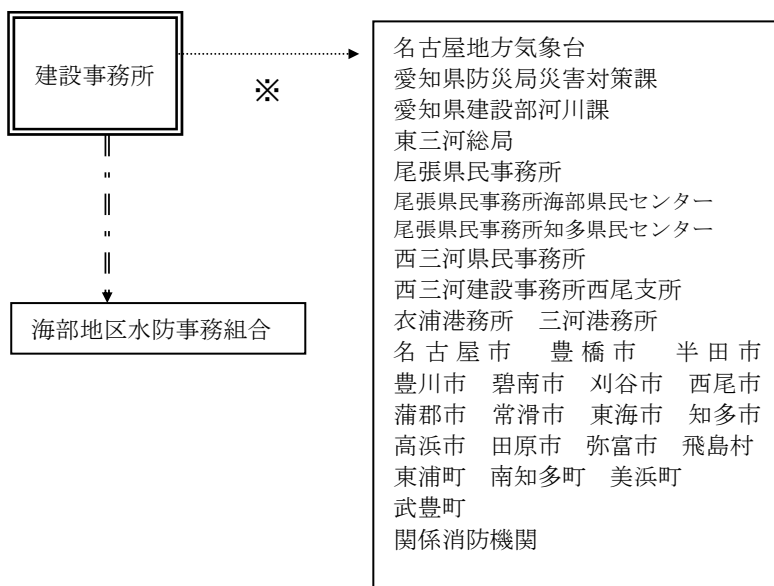 建設事務所
※
海部地区水防事務組合
名古屋地方気象台
愛知県防災局災害対策課
愛知県建設部河川課
東三河総局
尾張県民事務所
尾張県民事務所海部県民センター
尾張県民事務所知多県民センター
西三河県民事務所
西三河建設事務所西尾支所
衣浦港務所　三河港務所
名古屋市　豊橋市　半田市
豊川市　碧南市　刈谷市　西尾市
蒲郡市　常滑市　東海市　知多市
高浜市　田原市　弥富市　飛島村
東浦町　南知多町　美浜町
武豊町
関係消防機関